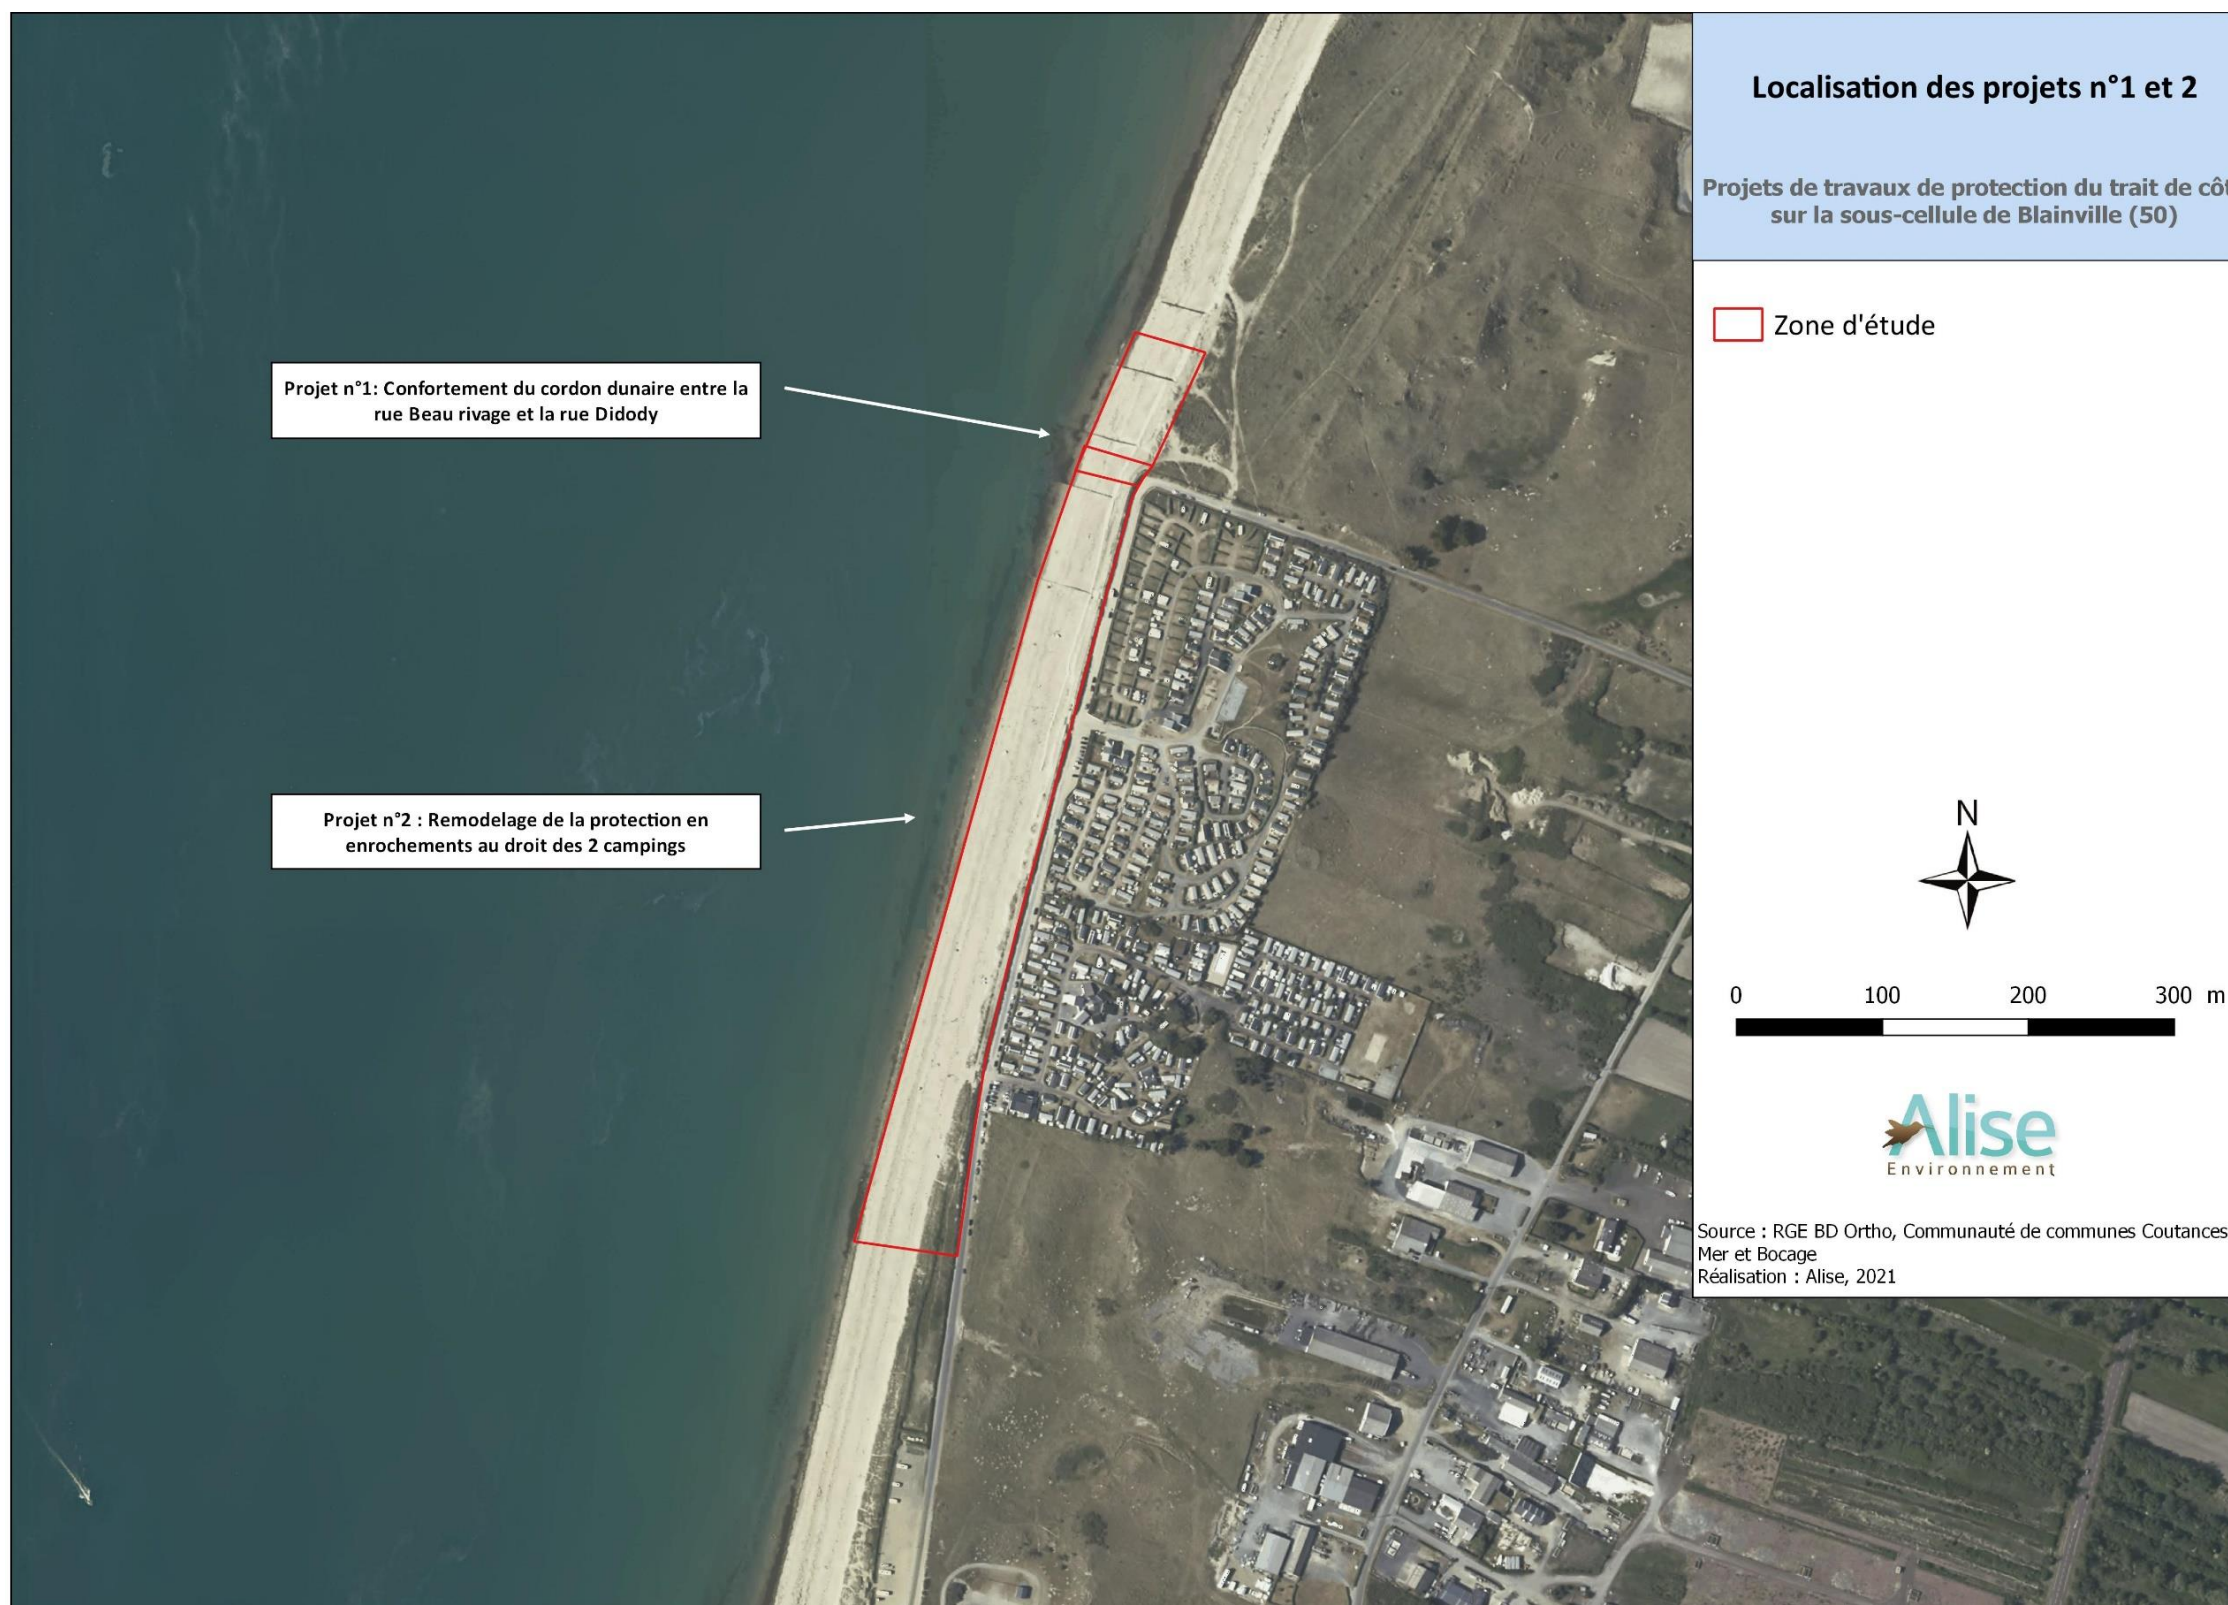 Localisation des projets n°1 et 2
Projets de travaux de protection du trait de côt
sur la sous-cellule de Blainville (50)
Zone d'étude
Projet n°1: Confortement du cordon dunaire entre la
rue Beau rivage et la rue Didody
Projet n°2 : Remodelage de la protection en
enrochements au droit des 2 campings
N
0 100 200 300 m
Alise
Environnement
Source : RGE BD Ortho, Communauté de communes Coutances
Mer et Bocage
Réalisation : Alise, 2021